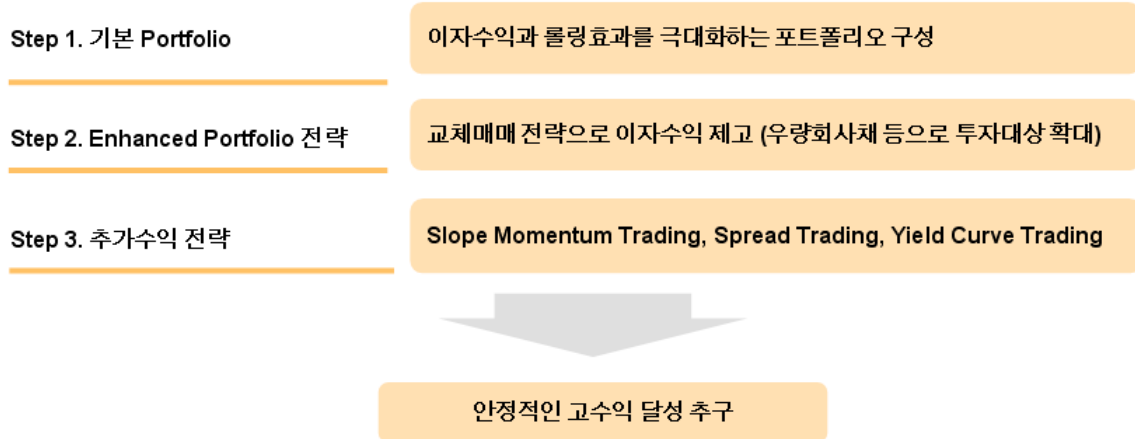 Step 1. 기본 Portfolio
이자수익과 롤링효과를 극대화하는 포트폴리오 구성
Step 2. Enhanced Portfolio 전략
교체매매 전략으로 이자수익 제고 (우량회사채 등으로 투자대상 확대)
Step 3. 추가수익 전략
Slope Momentum Trading, Spread Trading, Yield Curve Trading
안정적인 고수익 달성 추구